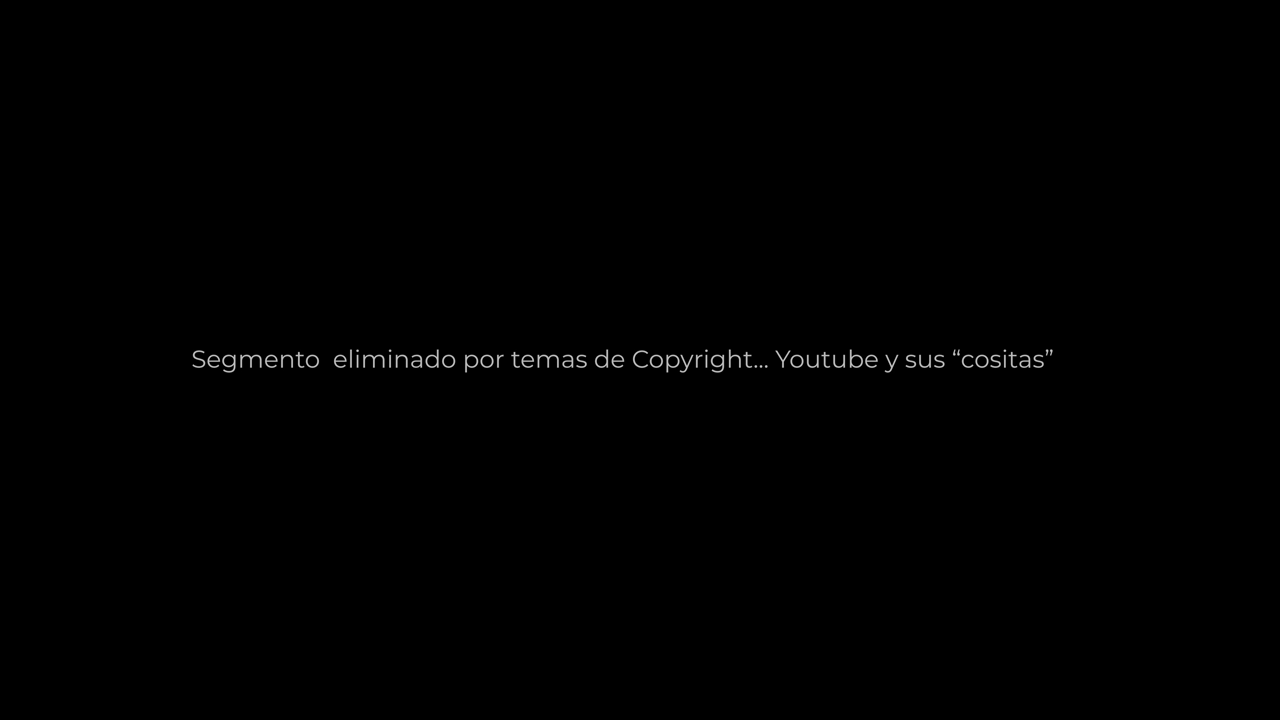 Segmento  eliminado por temas de Copyright... Youtube y sus “cositas”